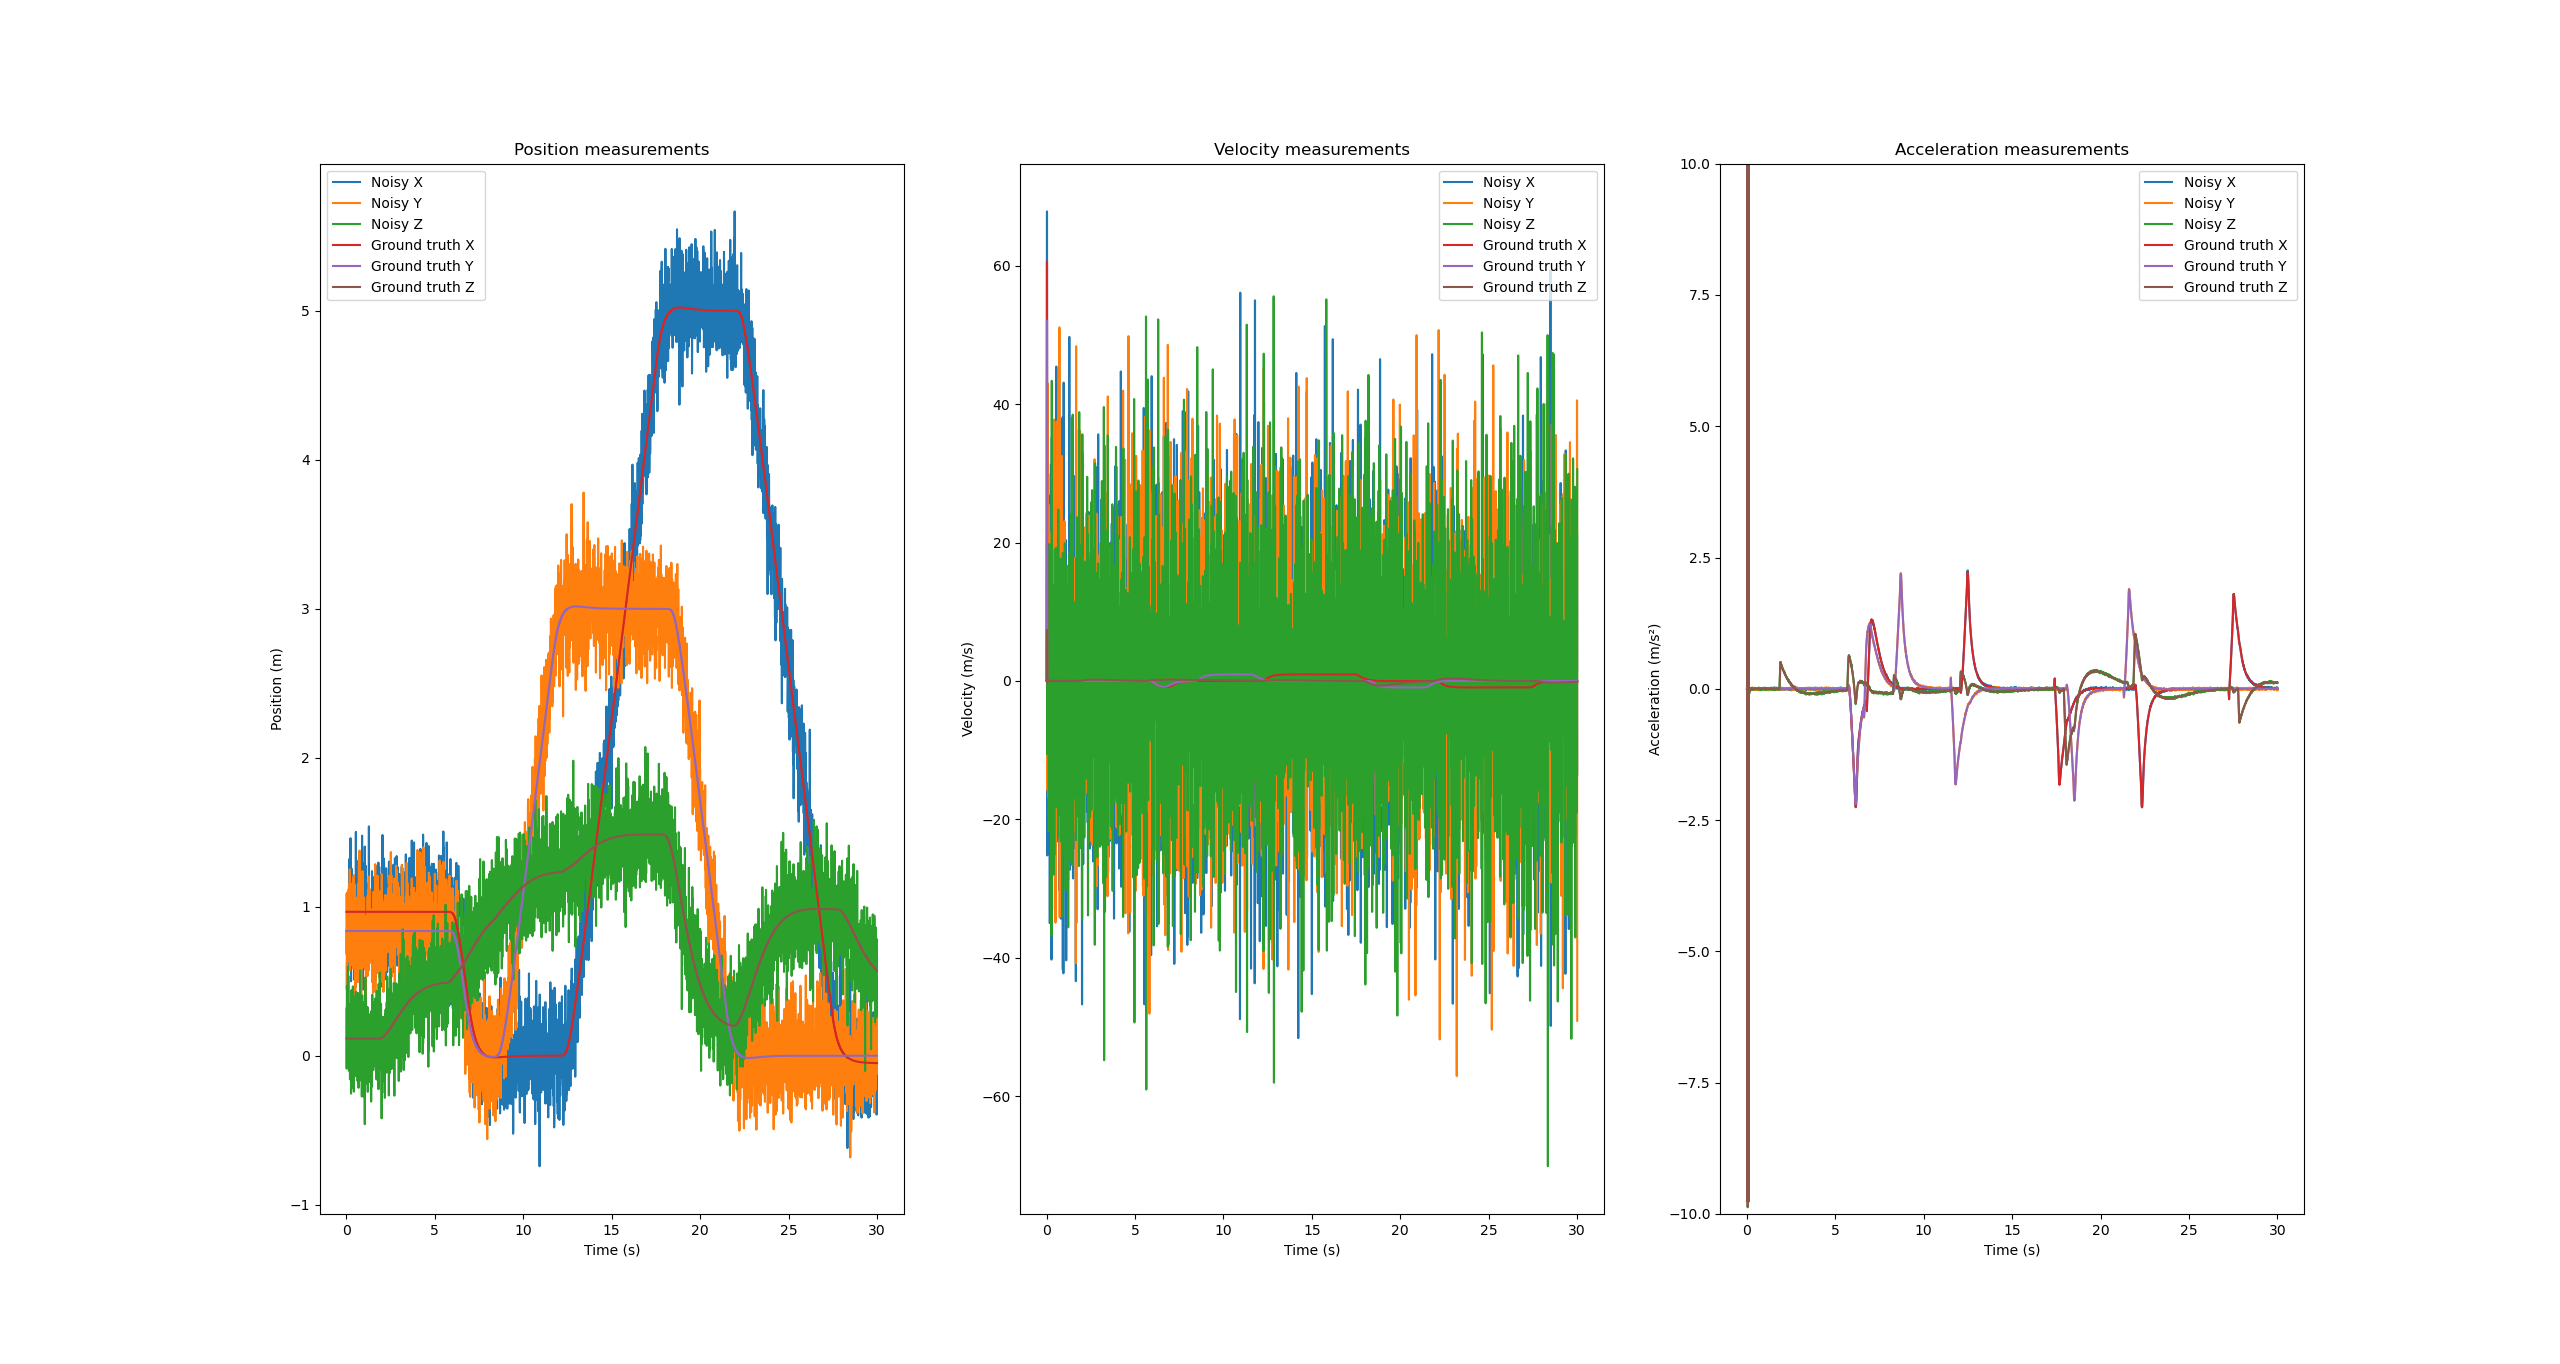 Position measurements
Noisy X
Noisy Y
Noisy Z
Ground truth X
Ground truth Y
Ground truth Z
5
4
3
2
1
0
−1
Position (m)
0 5 10 15 20 25 30
Time (s)
Velocity measurements
Noisy X
Noisy Y
Noisy Z
Ground truth X
Ground truth Y
Ground truth Z
60
40
20
0
−20
−40
−60
Velocity (m/s)
0 5 10 15 20 25 30
Time (s)
Acceleration measurements
Noisy X
Noisy Y
Noisy Z
Ground truth X
Ground truth Y
Ground truth Z
10.0
7.5
5.0
2.5
0.0
−2.5
−5.0
−7.5
−10.0
Acceleration (m/s²)
0 5 10 15 20 25 30
Time (s)